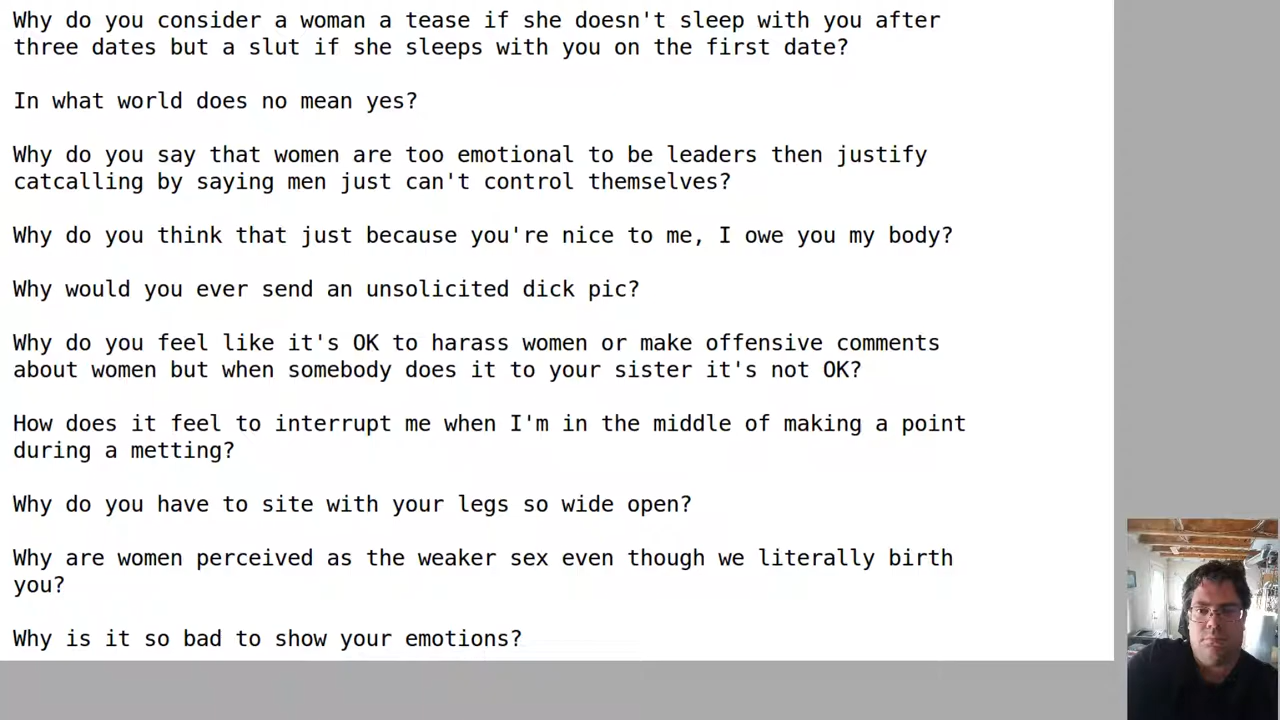 Why do you consider a woman a tease if she doesn't sleep with you after
three dates but a slut if she sleeps with you on the first date?
In what world does no mean yes?
Why do you say that women are too emotional to be leaders then justify
catcalling by saying men just can't control themselves?
Why do you think that just because you're nice to me, I owe you my body?
Why would you ever send an unsolicited dick pic?
Why do you feel like it's OK to harass women or make offensive comments
about women but when somebody does it to your sister it's not OK?
How does it feel to interrupt me when I'm in the middle of making a point
during a metting?
Why do you have to site with your legs so wide open?
Why are women perceived as the weaker sex even though we literally birth
you?
Why is it so bad to show your emotions?